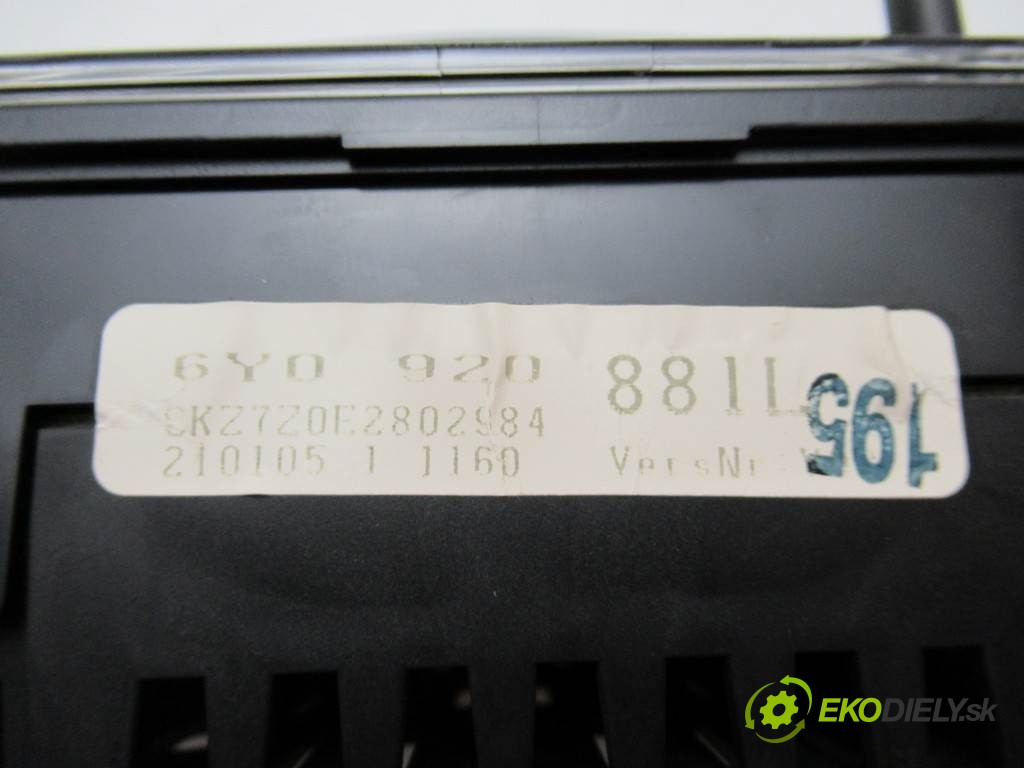 6Y0 920 881L
SKZ7Z0E2802984
210105 1 1160 VersNr
195
EKODIELY.sk